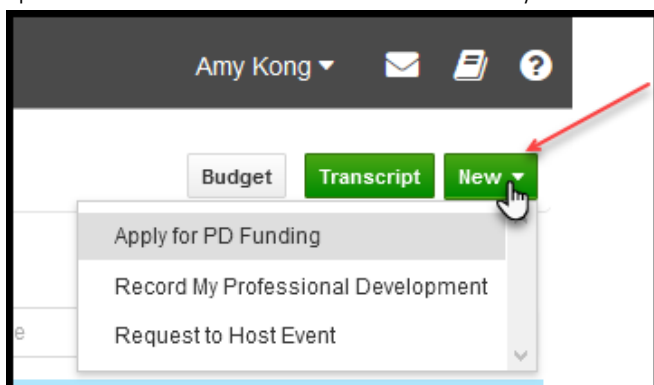 Amy Kong
Budget Transcript New
Apply for PD Funding
Record My Professional Development
e Request to Host Event